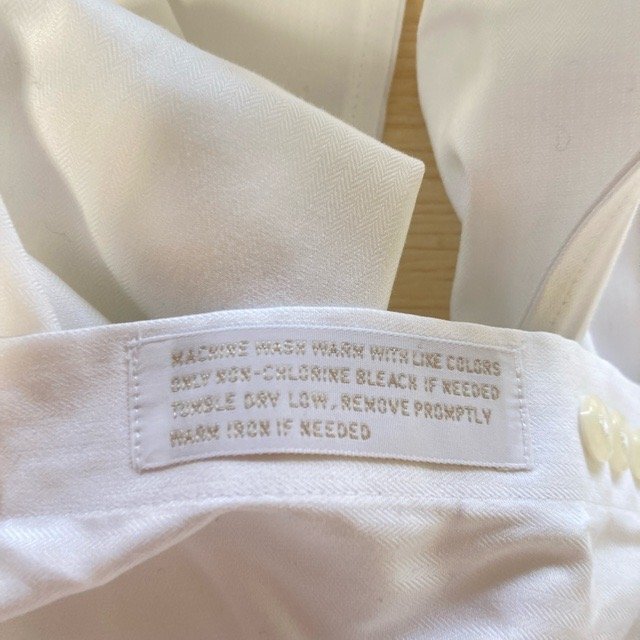 MACHINE WASH WARM WITH LIKE COLORS
ONLY NON-CHLORINE BLEACH IF NEEDED
TUMBLE DRY LOW, REMOVE PROMPTLY
WARM IRON IF NEEDED